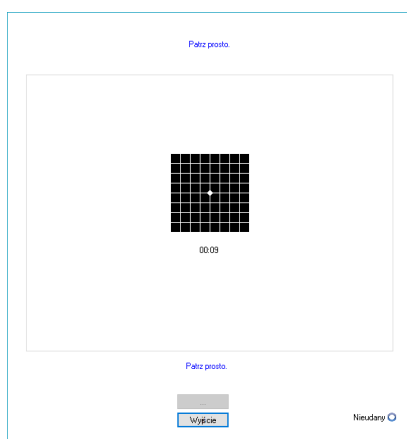 Patrz prosto.
00:09
Patrz prosto.
...
Wyjście
Nieudany